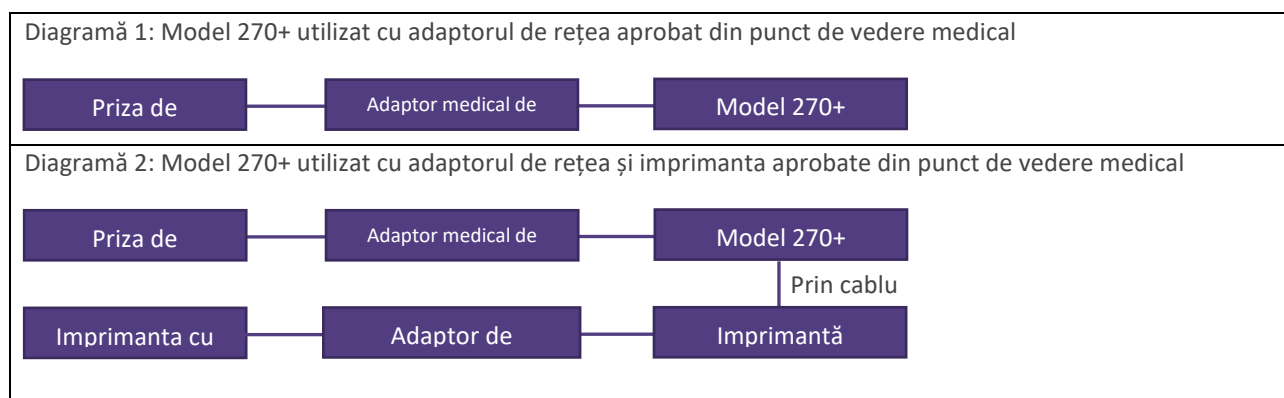 Diagramă 1: Model 270+ utilizat cu adaptorul de rețea aprobat din punct de vedere medical
Priza de
Adaptor medical de
Model 270+
Diagramă 2: Model 270+ utilizat cu adaptorul de rețea și imprimanta aprobate din punct de vedere medical
Priza de
Adaptor medical de
Model 270+
Prin cablu
Imprimanta cu
Adaptor de
Imprimantă